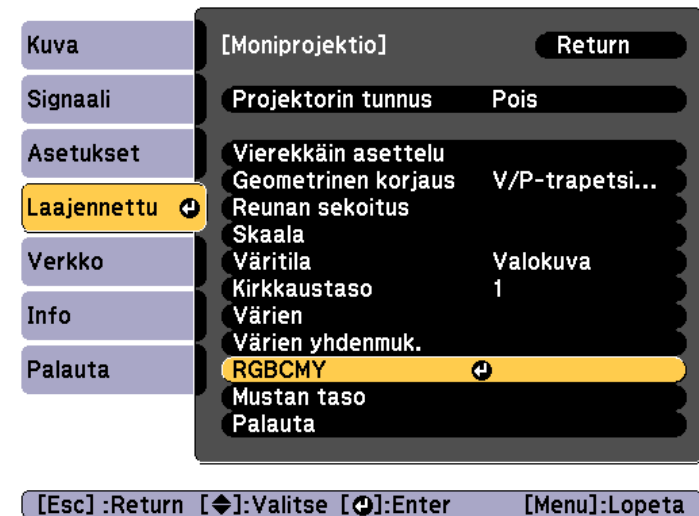 Kuva
Signaali
Asetukset
Laajennettu
Verkko
Info
Palauta
[Moniprojektio] Return
Projektorin tunnus Pois
Vierekkäin asettelu
Geometrinen korjaus V/P-trapetsi...
Reunan sekoitus
Skaala
Väritila Valokuva
Kirkkaustaso 1
Värien
Värien yhdenmuk.
RGBCMY
Mustan taso
Palauta
[Esc] :Return [◆]:Valitse [↵]:Enter [Menu]:Lopeta